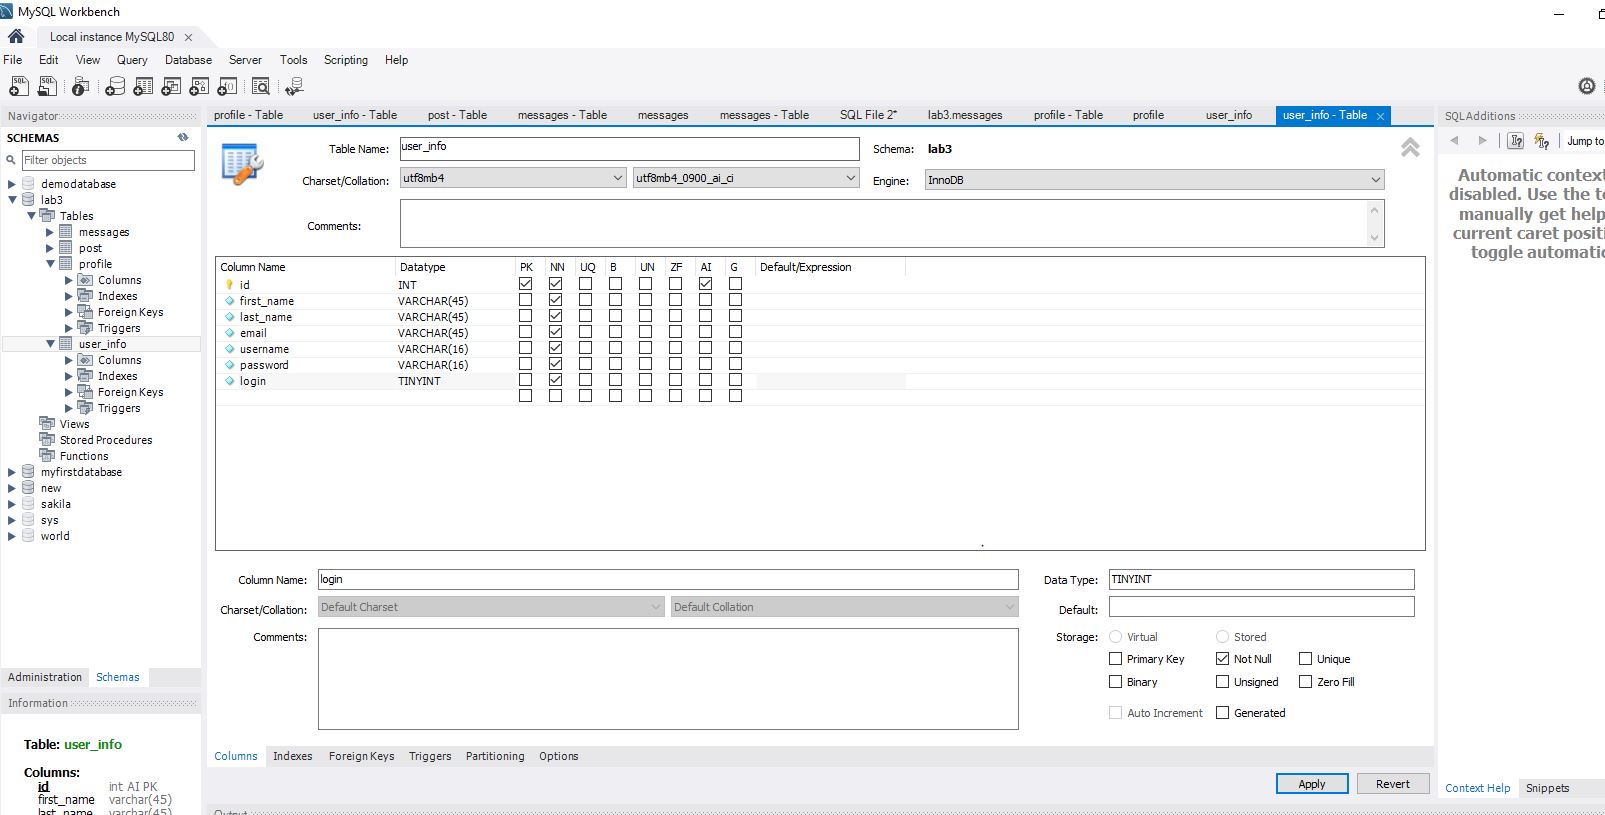 MySQL Workbench
Local instance MySQL80
File Edit View Query Database Server Tools Scripting Help
Navigator
SCHEMAS
Filter objects
demodatabase
lab3
Tables
messages
post
profile
Columns
Indexes
Foreign Keys
Triggers
user_info
Columns
Indexes
Foreign Keys
Triggers
Views
Stored Procedures
Functions
myfirstdatabase
new
sakila
sys
world
Administration Schemas
Information
Table: user_info
Columns:
id int AI PK
first_name varchar(45)
last_name varchar(45)
profile - Table user_info - Table post - Table messages - Table messages messages - Table SQL File 2* lab3.messages profile - Table profile user_info user_info - Table
Table Name: user_info Schema: lab3
Charset/Collation: utf8mb4 utf8mb4_0900_ai_ci Engine: InnoDB
Comments:
Column Name Datatype PK NN UQ B UN ZF AI G Default/Expression
id INT
first_name VARCHAR(45)
last_name VARCHAR(45)
email VARCHAR(45)
username VARCHAR(16)
password VARCHAR(16)
login TINYINT
Column Name: login Data Type: TINYINT
Charset/Collation: Default Charset Default Collation Default:
Comments: Storage: Virtual Stored
Primary Key Not Null Unique
Binary Unsigned Zero Fill
Auto Increment Generated
Columns Indexes Foreign Keys Triggers Partitioning Options
Apply Revert
Output
SQLAdditions
Jump to
Automatic context
disabled. Use the to
manually get help
current caret positi
toggle automatic
Context Help Snippets